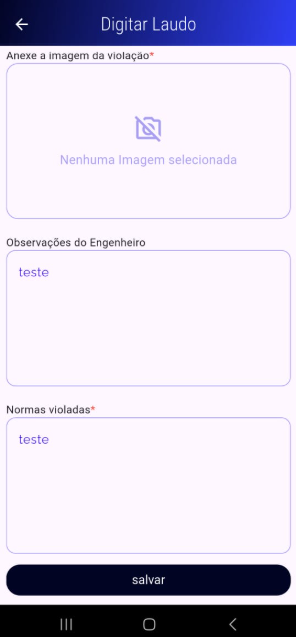 Digitar Laudo
Anexe a imagem da violação*
Nenhuma Imagem selecionada
Observações do Engenheiro
teste
Normas violadas*
teste
salvar